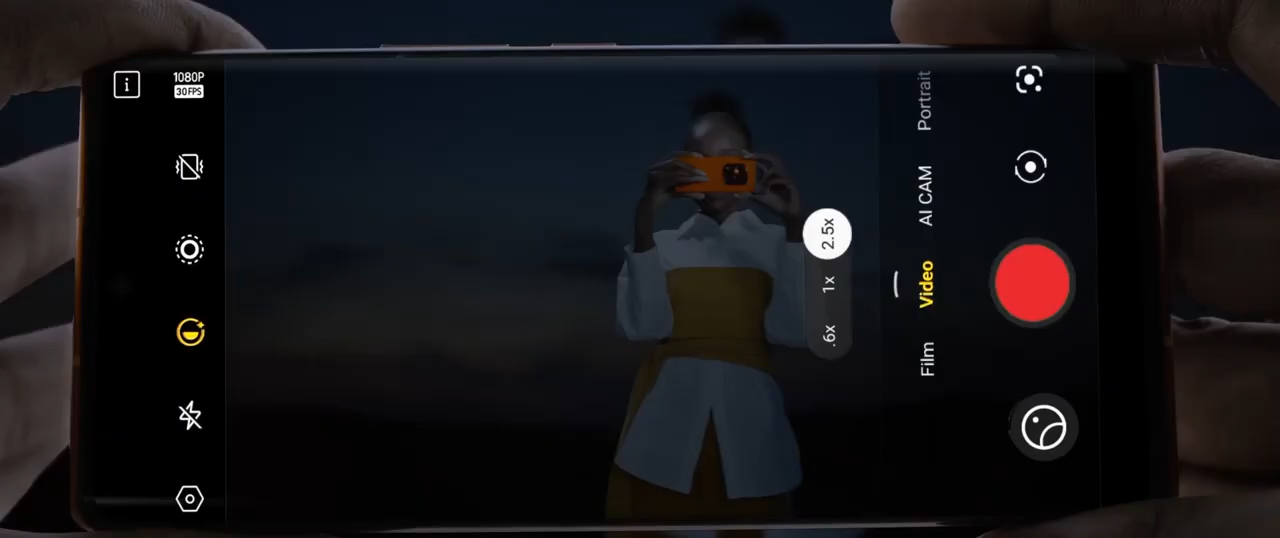 i
1080P
30FPS
2.5x
1x
.6x
Portrait
AI CAM
Video
Film